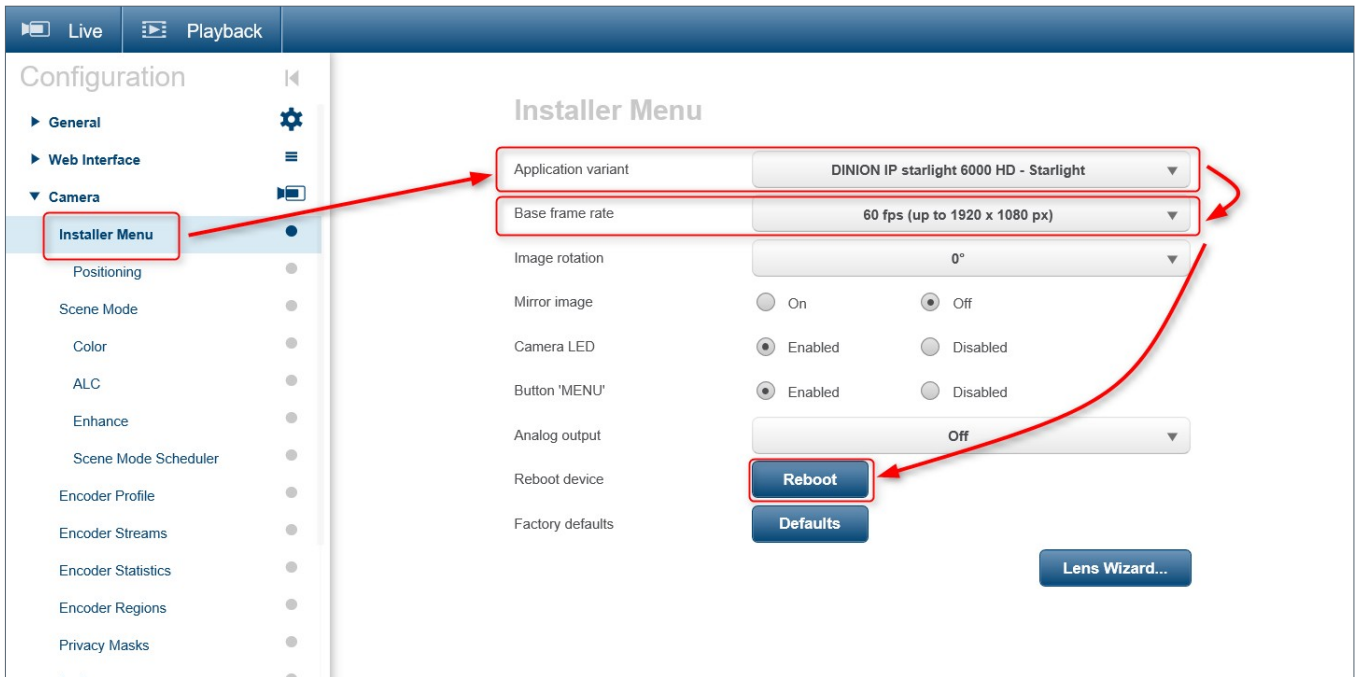 Live Playback
Configuration
General
Web Interface
Camera
Installer Menu
Positioning
Scene Mode
Color
ALC
Enhance
Scene Mode Scheduler
Encoder Profile
Encoder Streams
Encoder Statistics
Encoder Regions
Privacy Masks
Installer Menu
Application variant DINION IP starlight 6000 HD - Starlight
Base frame rate 60 fps (up to 1920 x 1080 px)
Image rotation 0°
Mirror image On Off
Camera LED Enabled Disabled
Button 'MENU' Enabled Disabled
Analog output Off
Reboot device Reboot
Factory defaults Defaults
Lens Wizard...